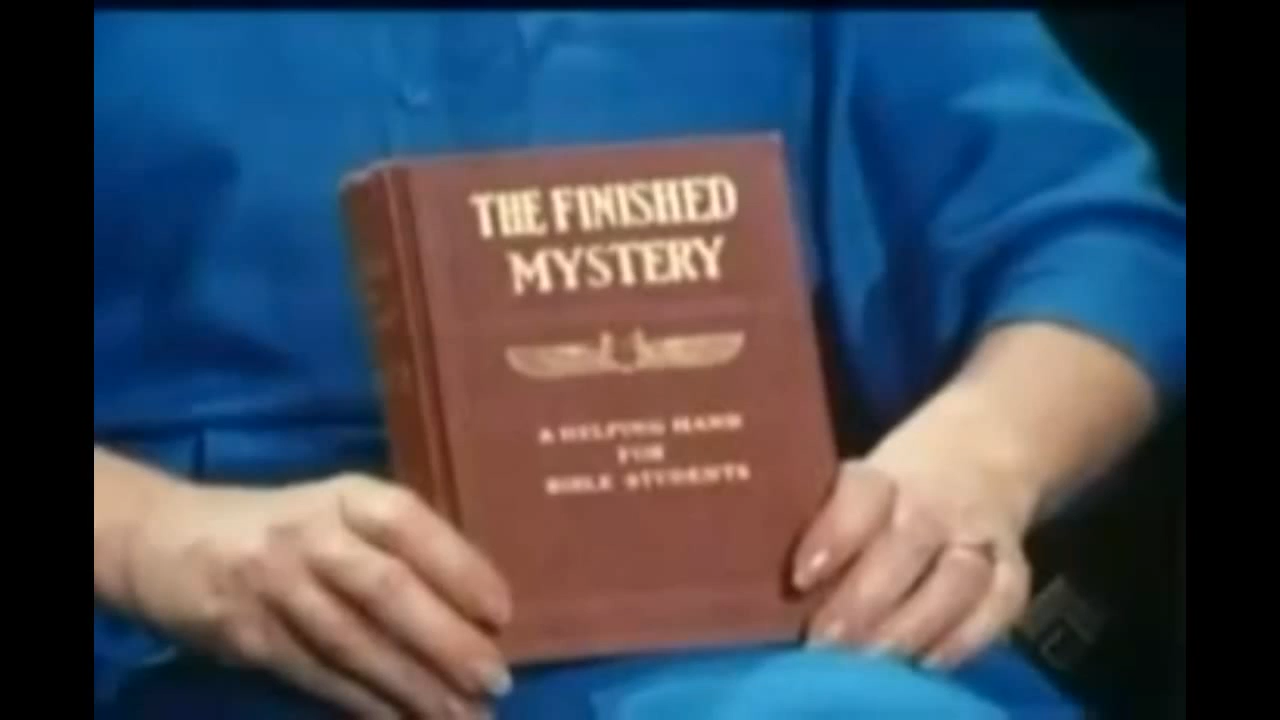 THE FINISHED
MYSTERY
A HELPING HAND
FOR
BIBLE STUDENTS